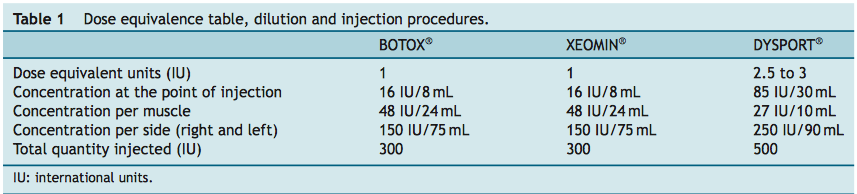 Table 1 Dose equivalence table, dilution and injection procedures.
BOTOX® XEOMIN® DYSPORT®
Dose equivalent units (IU) 1 1 2.5 to 3
Concentration at the point of injection 16 IU/8 mL 16 IU/8 mL 85 IU/30 mL
Concentration per muscle 48 IU/24 mL 48 IU/24 mL 27 IU/10 mL
Concentration per side (right and left) 150 IU/75 mL 150 IU/75 mL 250 IU/90 mL
Total quantity injected (IU) 300 300 500
IU: international units.